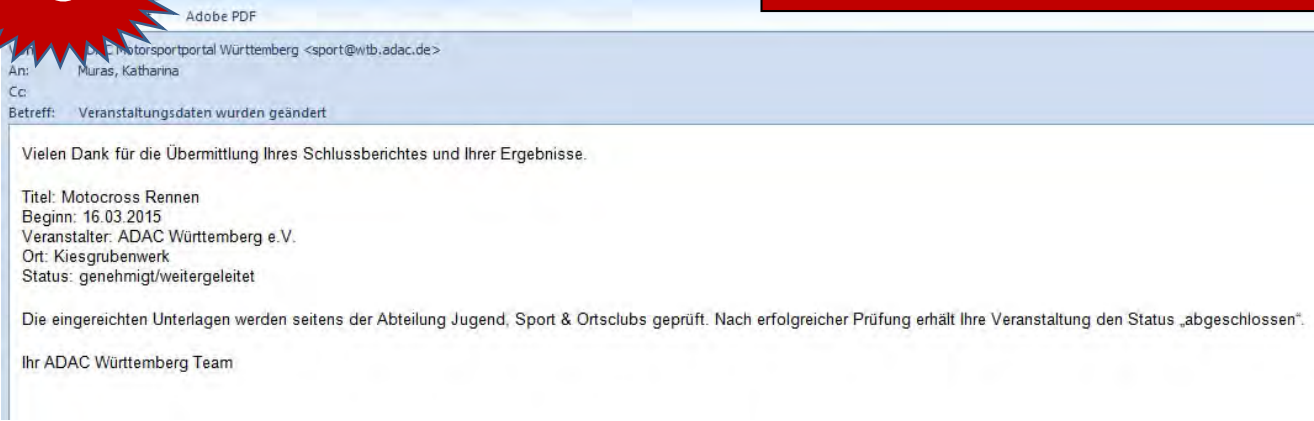 Adobe PDF
Motorsportportal Württemberg <sport@wtb.adac.de>
An: Muras, Katharina
Cc
Betreff: Veranstaltungsdaten wurden geändert
Vielen Dank für die Übermittlung Ihres Schlussberichtes und Ihrer Ergebnisse.
Titel: Motocross Rennen
Beginn: 16.03.2015
Veranstalter: ADAC Württemberg e.V.
Ort: Kiesgrubenwerk
Status: genehmigt/weitergeleitet
Die eingereichten Unterlagen werden seitens der Abteilung Jugend, Sport & Ortsclubs geprüft. Nach erfolgreicher Prüfung erhält Ihre Veranstaltung den Status „abgeschlossen“.
Ihr ADAC Württemberg Team